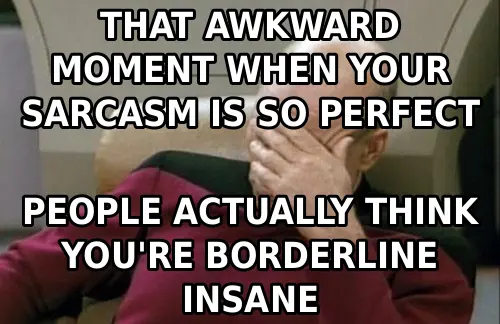 THAT AWKWARD
MOMENT WHEN YOUR
SARCASM IS SO PERFECT
PEOPLE ACTUALLY THINK
YOU'RE BORDERLINE
INSANE